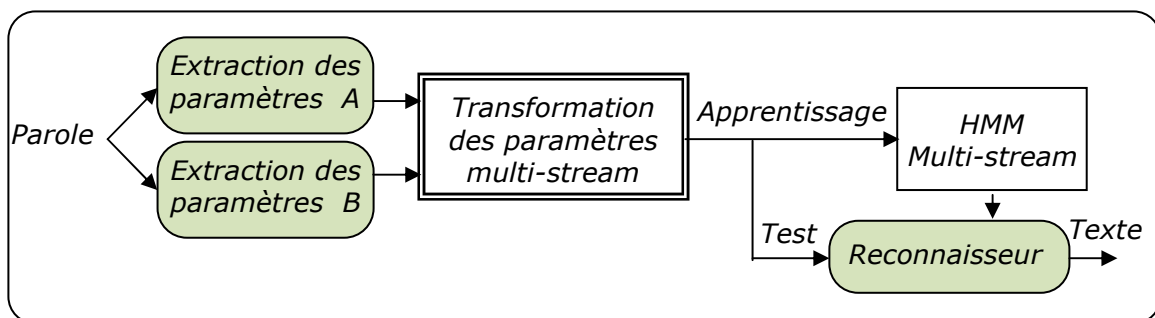 Parole
Extraction des
paramètres A
Extraction des
paramètres B
Transformation
des paramètres
multi-stream
Apprentissage
HMM
Multi-stream
Test
Reconnaisseur
Texte